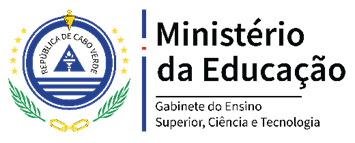 REPÚBLICA DE CABO VERDE
Ministério
da Educação
Gabinete do Ensino
Superior, Ciência e Tecnologia